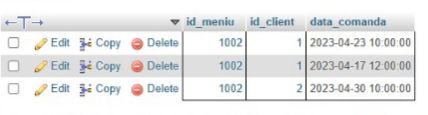 ←T→ id_meniu id_client data_comanda
Edit Copy Delete 1002 1 2023-04-23 10:00:00
Edit Copy Delete 1002 1 2023-04-17 12:00:00
Edit Copy Delete 1002 2 2023-04-30 10:00:00